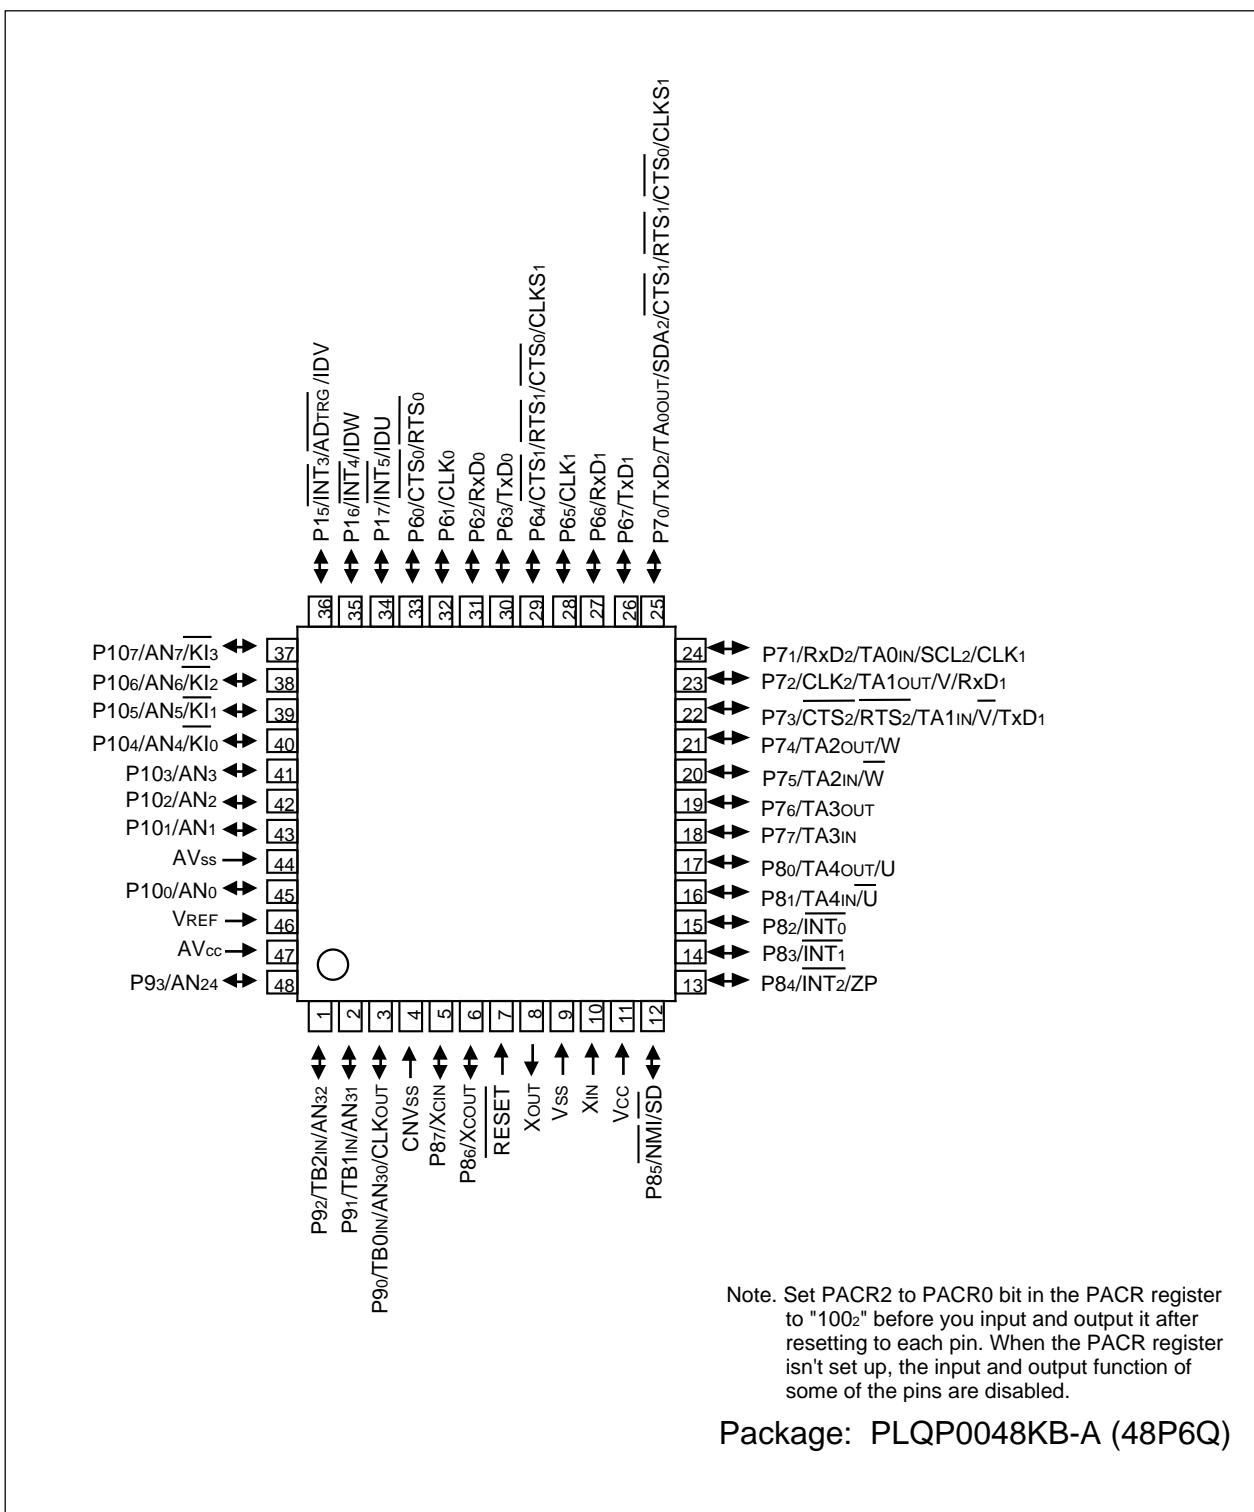 P15/INT3/ADTRG/IDV
P16/INT4/IDW
P17/INT5/IDU
P60/CTS0/RTS0
P61/CLK0
P62/RxD0
P63/TxD0
P64/CTS1/RTS1/CTS0/CLKS1
P65/CLK1
P66/RxD1
P67/TxD1
P70/TxD2/TA0OUT/SDA2/CTS1/RTS1/CTS0/CLKS1
36 35 34 33 32 31 30 29 28 27 26 25
P107/AN7/KI3 37
P106/AN6/KI2 38
P105/AN5/KI1 39
P104/AN4/KI0 40
P103/AN3 41
P102/AN2 42
P101/AN1 43
AVss 44
P100/AN0 45
VREF 46
AVcc 47
P93/AN24 48
24 P71/RxD2/TA0IN/SCL2/CLK1
23 P72/CLK2/TA1OUT/V/RxD1
22 P73/CTS2/RTS2/TA1IN/V/TxD1
21 P74/TA2OUT/W
20 P75/TA2IN/W
19 P76/TA3OUT
18 P77/TA3IN
17 P80/TA4OUT/U
16 P81/TA4IN/U
15 P82/INT0
14 P83/INT1
13 P84/INT2/ZP
1 2 3 4 5 6 7 8 9 10 11 12
P92/TB2IN/AN32
P91/TB1IN/AN31
P90/TB0IN/AN30/CLKOUT
CNVss
P87/XCIN
P86/XCOUT
RESET
XOUT
VSS
XIN
VCC
P85/NMI/SD
Note. Set PACR2 to PACR0 bit in the PACR register
to "1002" before you input and output it after
resetting to each pin. When the PACR register
isn't set up, the input and output function of
some of the pins are disabled.
Package: PLQP0048KB-A (48P6Q)